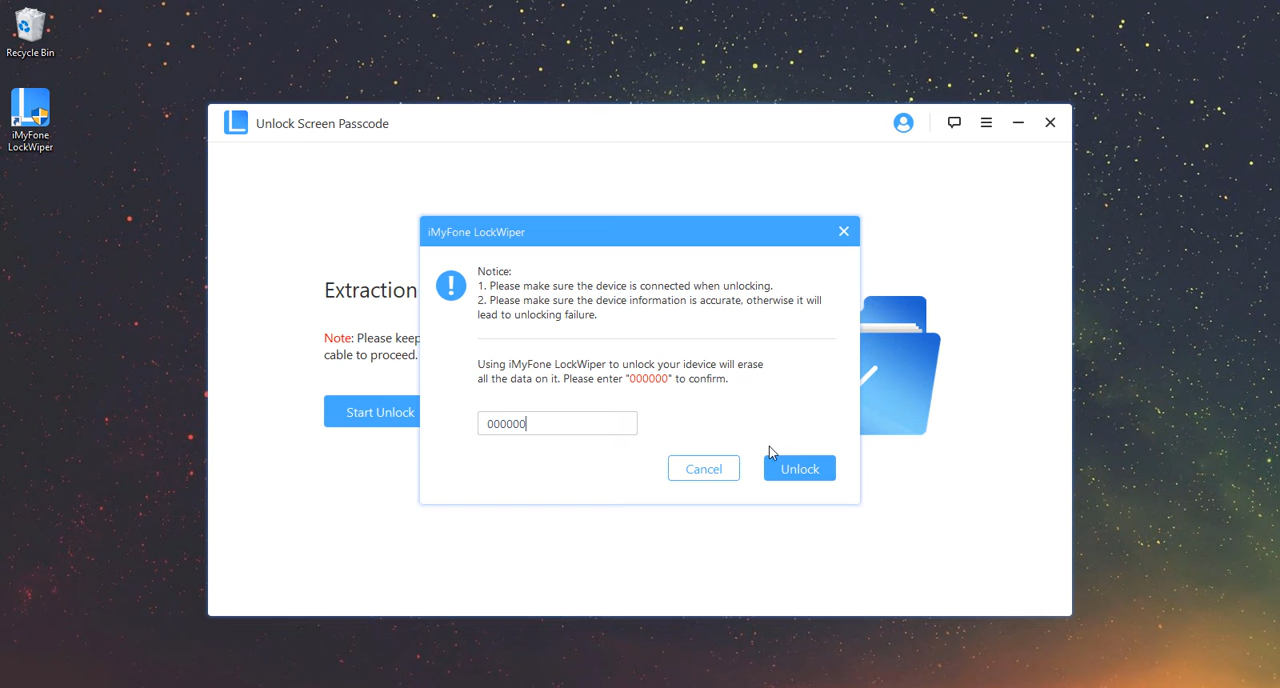 Recycle Bin
iMyFone
LockWiper
Unlock Screen Passcode
iMyFone LockWiper
Notice:
1. Please make sure the device is connected when unlocking.
2. Please make sure the device information is accurate, otherwise it will
lead to unlocking failure.
Using iMyFone LockWiper to unlock your idevice will erase
all the data on it. Please enter "000000" to confirm.
000000
Cancel
Unlock
Extraction
Note: Please keep
cable to proceed.
Start Unlock